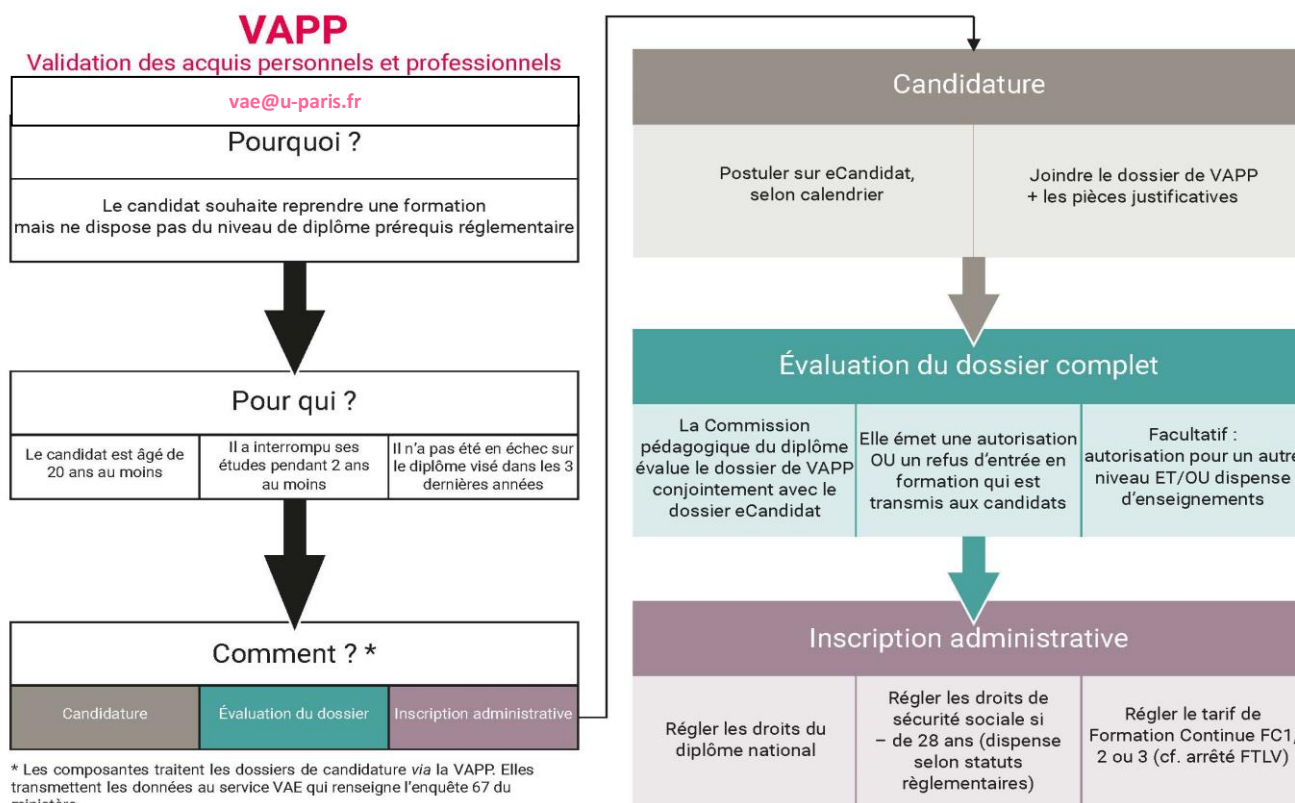 VAPP
Validation des acquis personnels et professionnels
vae@u-paris.fr
Pourquoi ?
Le candidat souhaite reprendre une formation
mais ne dispose pas du niveau de diplôme prérequis réglementaire
Pour qui ?
Le candidat est âgé de
20 ans au moins
Il a interrompu ses
études pendant 2 ans
au moins
Il n'a pas été en échec sur
le diplôme visé dans les 3
dernières années
Comment ? *
Candidature
Évaluation du dossier
Inscription administrative
* Les composantes traitent les dossiers de candidature via la VAPP. Elles
transmettent les données au service VAE qui renseigne l'enquête 67 du
ministère
Candidature
Postuler sur eCandidat,
selon calendrier
Joindre le dossier de VAPP
+ les pièces justificatives
Évaluation du dossier complet
La Commission
pédagogique du diplôme
évalue le dossier de VAPP
conjointement avec le
dossier eCandidat
Elle émet une autorisation
OU un refus d'entrée en
formation qui est
transmis aux candidats
Facultatif :
autorisation pour un autre
niveau ET/OU dispense
d'enseignements
Inscription administrative
Régler les droits du
diplôme national
Régler les droits de
sécurité sociale si
– de 28 ans (dispense
selon statuts
règlementaires)
Régler le tarif de
Formation Continue FC1,
2 ou 3 (cf. arrêté FTLV)